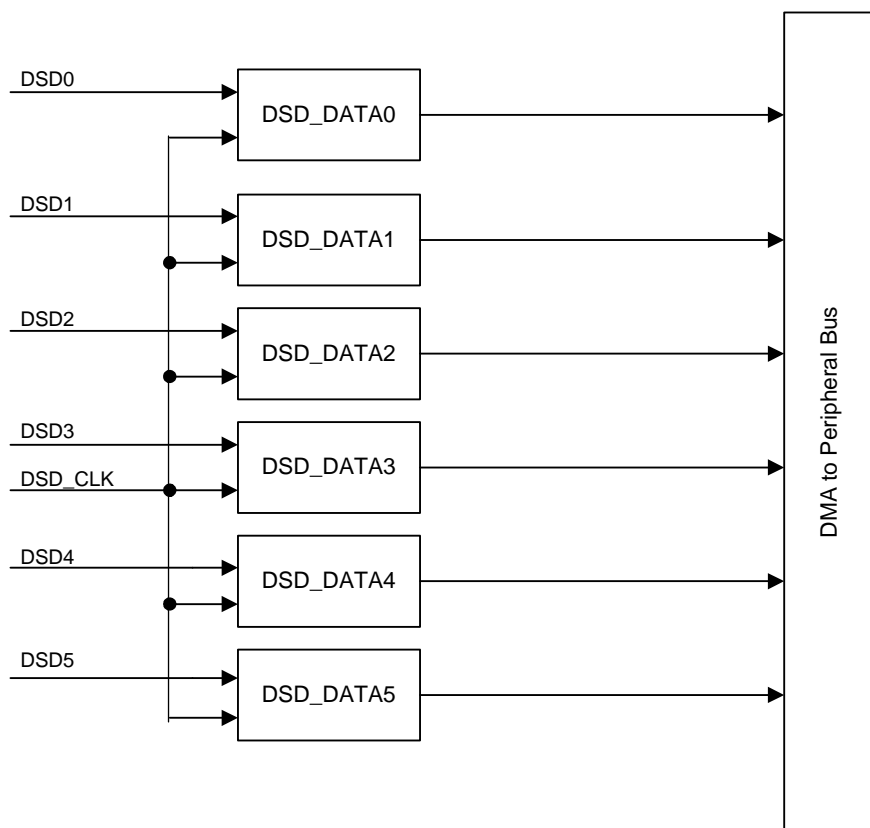 DSD0
DSD_DATA0
DSD1
DSD_DATA1
DSD2
DSD_DATA2
DSD3
DSD_DATA3
DSD_CLK
DSD4
DSD_DATA4
DSD5
DSD_DATA5
DMA to Peripheral Bus